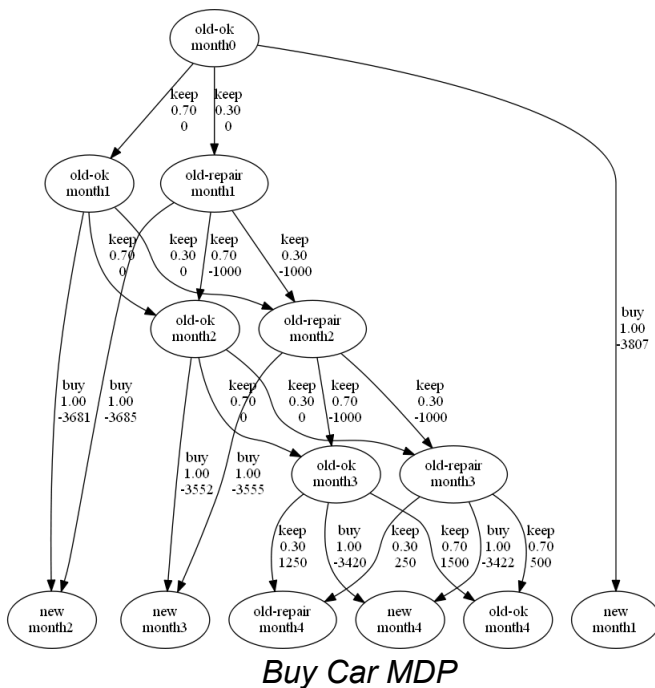 old-ok
month0
keep
0.70
0
keep
0.30
0
old-ok
month1
old-repair
month1
keep
0.70
0
keep
0.30
0
keep
0.70
-1000
keep
0.30
-1000
old-ok
month2
old-repair
month2
buy
1.00
-3807
buy
1.00
-3681
buy
1.00
-3685
keep
0.70
0
keep
0.30
0
keep
0.70
-1000
keep
0.30
-1000
buy
1.00
-3552
buy
1.00
-3555
old-ok
month3
old-repair
month3
keep
0.30
1250
buy
1.00
-3420
keep
0.30
250
keep
0.70
1500
buy
1.00
-3422
keep
0.70
500
new
month2
new
month3
old-repair
month4
new
month4
old-ok
month4
new
month1
Buy Car MDP